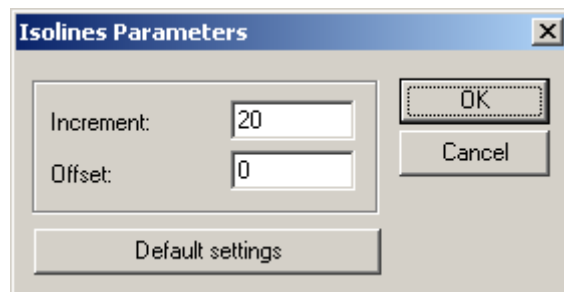 Isolines Parameters
Increment: 20
OK
Offset: 0
Cancel
Default settings